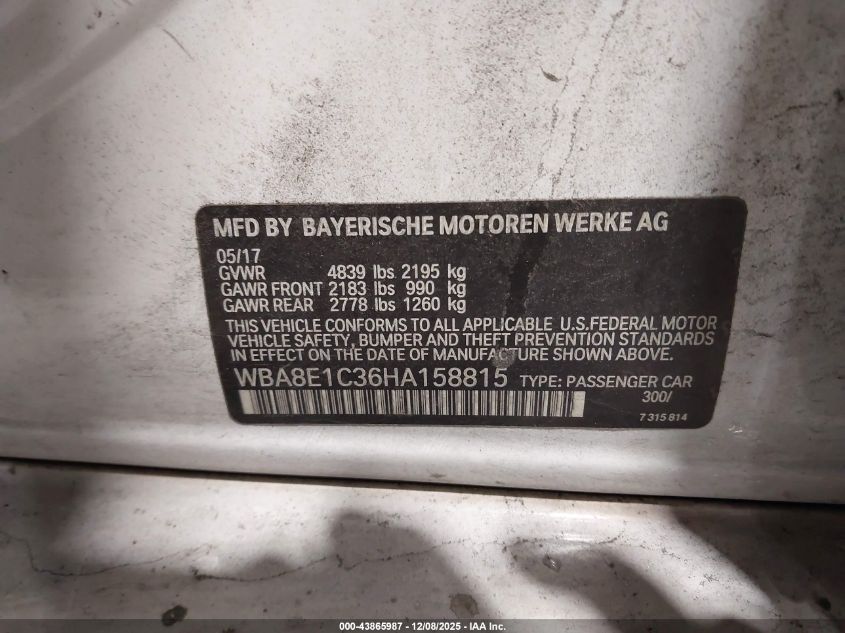 MFD BY BAYERISCHE MOTOREN WERKE AG
05/17
GVWR 4839 lbs 2195 kg
GAWR FRONT 2183 lbs 990 kg
GAWR REAR 2778 lbs 1260 kg
THIS VEHICLE CONFORMS TO ALL APPLICABLE U.S.FEDERAL MOTOR
VEHICLE SAFETY, BUMPER AND THEFT PREVENTION STANDARDS
IN EFFECT ON THE DATE OF MANUFACTURE SHOWN ABOVE.
WBA8E1C36HA158815 TYPE: PASSENGER CAR
300/
7315814
000-43865987 - 12/08/2025 - IAA Inc.